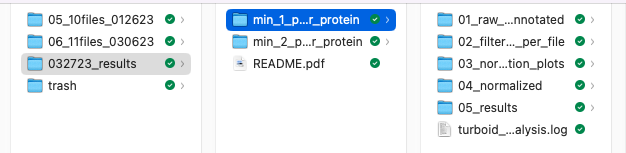 05_10files_012623
06_11files_030623
032723_results
trash
min_1_p...r_protein
min_2_p...r_protein
README.pdf
01_raw_...nnotated
02_filter..._per_file
03_nor...tion_plots
04_normalized
05_results
turboid_...alysis.log